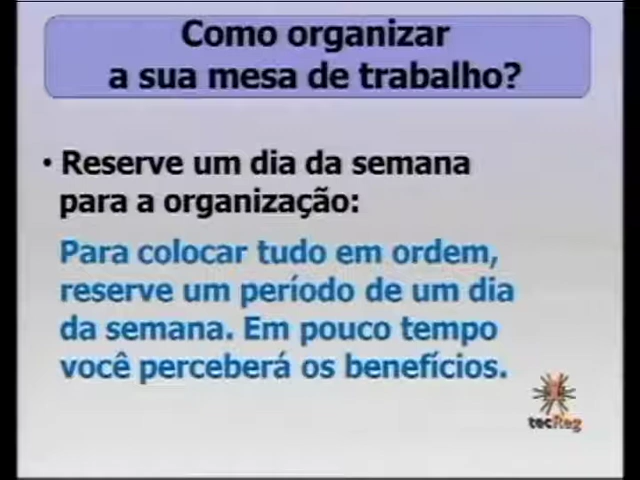 Como organizar
a sua mesa de trabalho?
• Reserve um dia da semana
para a organização:
Para colocar tudo em ordem,
reserve um período de um dia
da semana. Em pouco tempo
você perceberá os benefícios.
tecReg